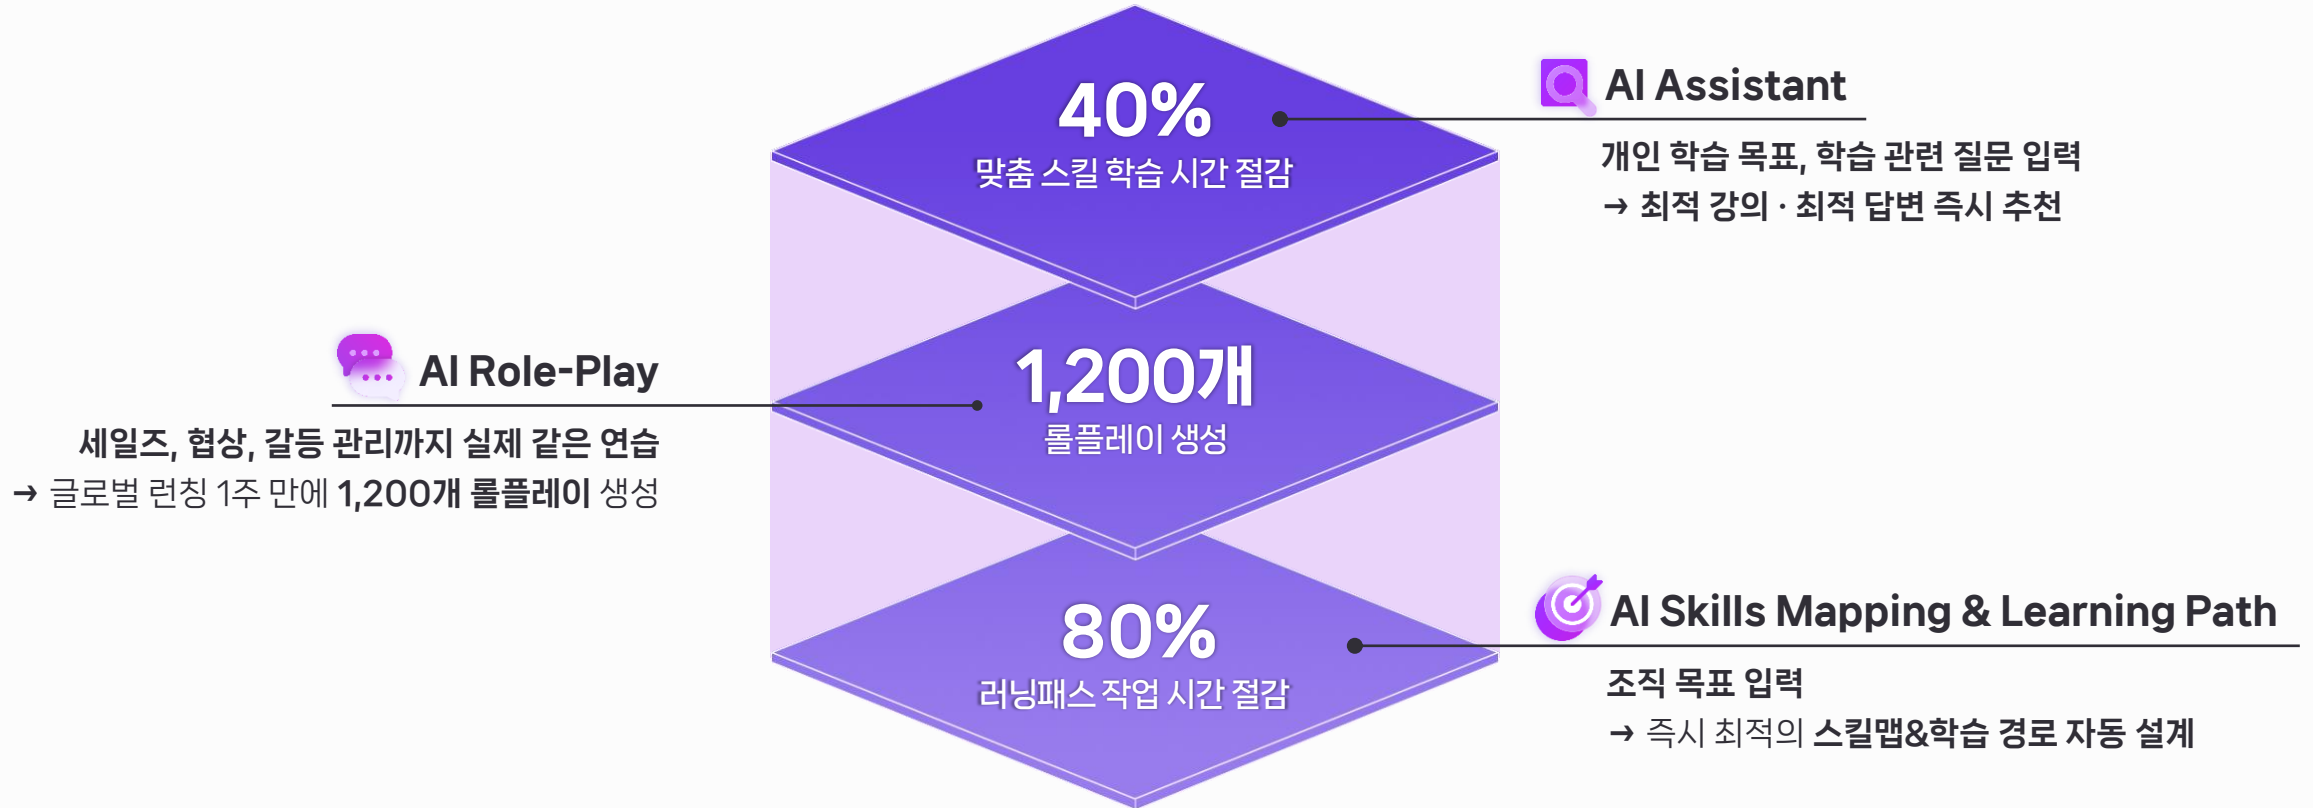 40%
맞춤 스킬 학습 시간 절감
AI Assistant
개인 학습 목표, 학습 관련 질문 입력
→ 최적 강의 · 최적 답변 즉시 추천
1,200개
롤플레이 생성
AI Role-Play
세일즈, 협상, 갈등 관리까지 실제 같은 연습
→ 글로벌 런칭 1주 만에 1,200개 롤플레이 생성
80%
러닝패스 작업 시간 절감
AI Skills Mapping & Learning Path
조직 목표 입력
→ 즉시 최적의 스킬맵&학습 경로 자동 설계